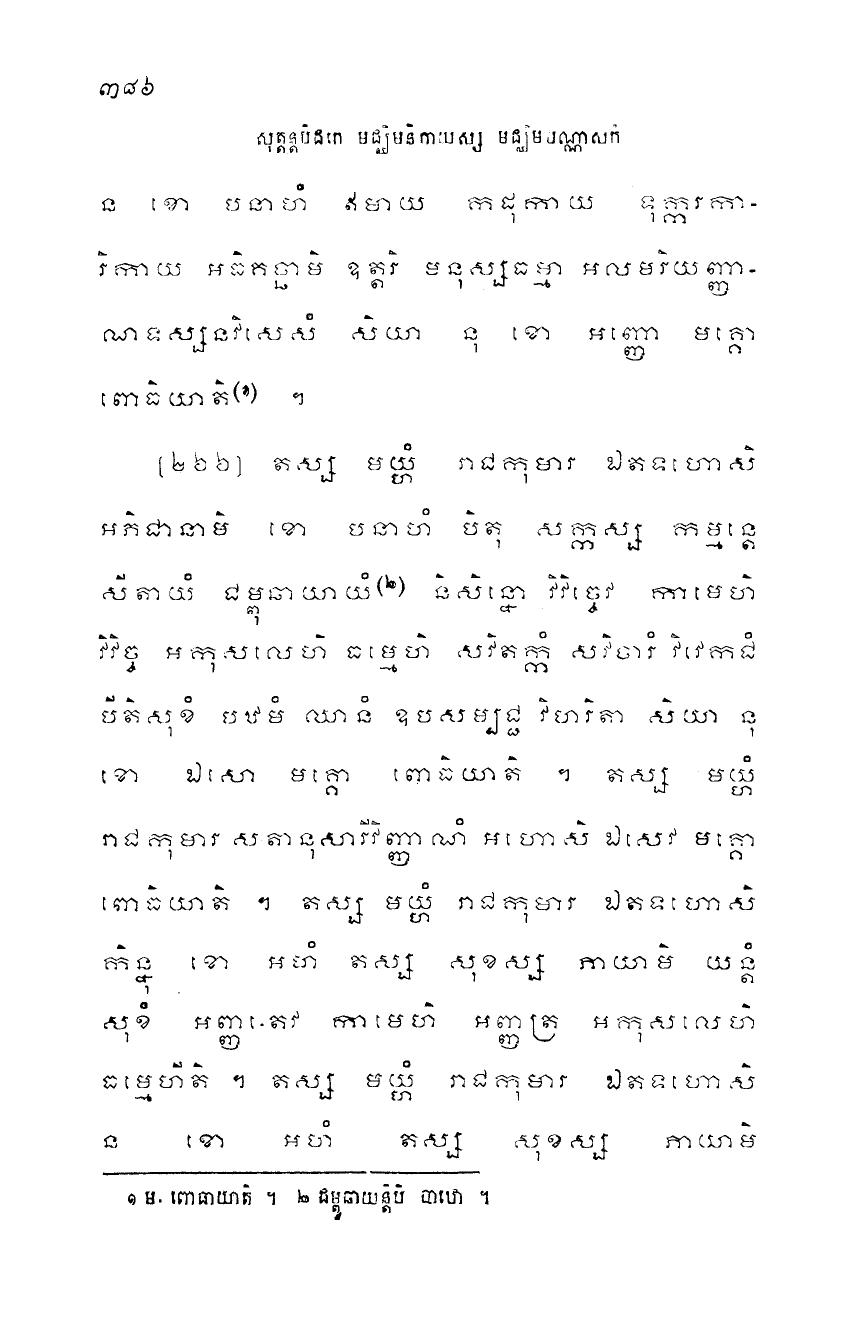 ៣៨៦
សុត្តន្តបិដកេ មជ្ឈិមនិកាយស្ស មជ្ឈិមបណ្ណាសកំ
ន ខោ បនាហំ ឥមាយ កដុកាយ ទុក្ករកា-
រិកាយ អធិគច្ឆាមិ ឧត្តរិ មនុស្សធម្មា អលមរិយញ្ញា-
ណទស្សនវិសេសំ សិយា នុ ខោ អញ្ញោ មគ្គោ
ពោធិយាតិ(១) ។
[២៦៦] តស្ស មយ្ហំ រាជកុមារ ឯតទហោសិ
អភិជានាមិ ខោ បនាហំ បិតុ សក្កស្ស កម្មន្តេ
សីតាយំ ជម្ពុឆាយាយំ(២) និសិន្នោ វិវិច្ចេវ កាមេហិ
វិវិច្ច អកុសលេហិ ធម្មេហិ សវិតក្កំ សវិចារំ វិវេកជំ
បីតិសុខំ បឋមំ ឈានំ ឧបសម្បជ្ជ វិហរិតា សិយា នុ
ខោ ឯសោ មគ្គោ ពោធិយាតិ ។ តស្ស មយ្ហំ
រាជកុមារ សតានុសារីវិញ្ញាណំ អហោសិ ឯសេវ មគ្គោ
ពោធិយាតិ ។ តស្ស មយ្ហំ រាជកុមារ ឯតទហោសិ
កិន្នុ ខោ អហំ តស្ស សុខស្ស ភាយាមិ យន្តំ
សុខំ អញ្ញត្រេវ កាមេហិ អញ្ញត្រ អកុសលេហិ
ធម្មេហីតិ ។ តស្ស មយ្ហំ រាជកុមារ ឯតទហោសិ
ន ខោ អហំ តស្ស សុខស្ស ភាយាមិ
១ ម. ពោធាយាតិ ។ ២ ជម្ពុឆាយន្តិបិ បាឋោ ។